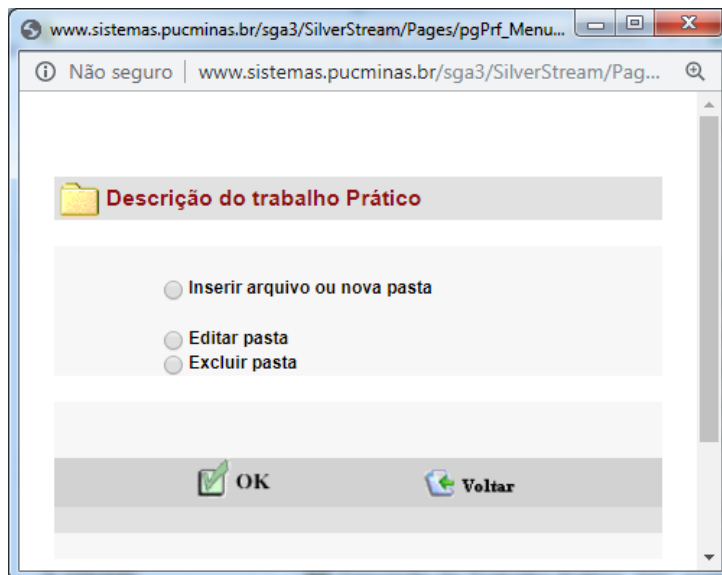 www.sistemas.pucminas.br/sga3/SilverStream/Pages/pgPrf_Menu...
Não seguro | www.sistemas.pucminas.br/sga3/SilverStream/Pag...
Descrição do trabalho Prático
Inserir arquivo ou nova pasta
Editar pasta
Excluir pasta
OK Voltar